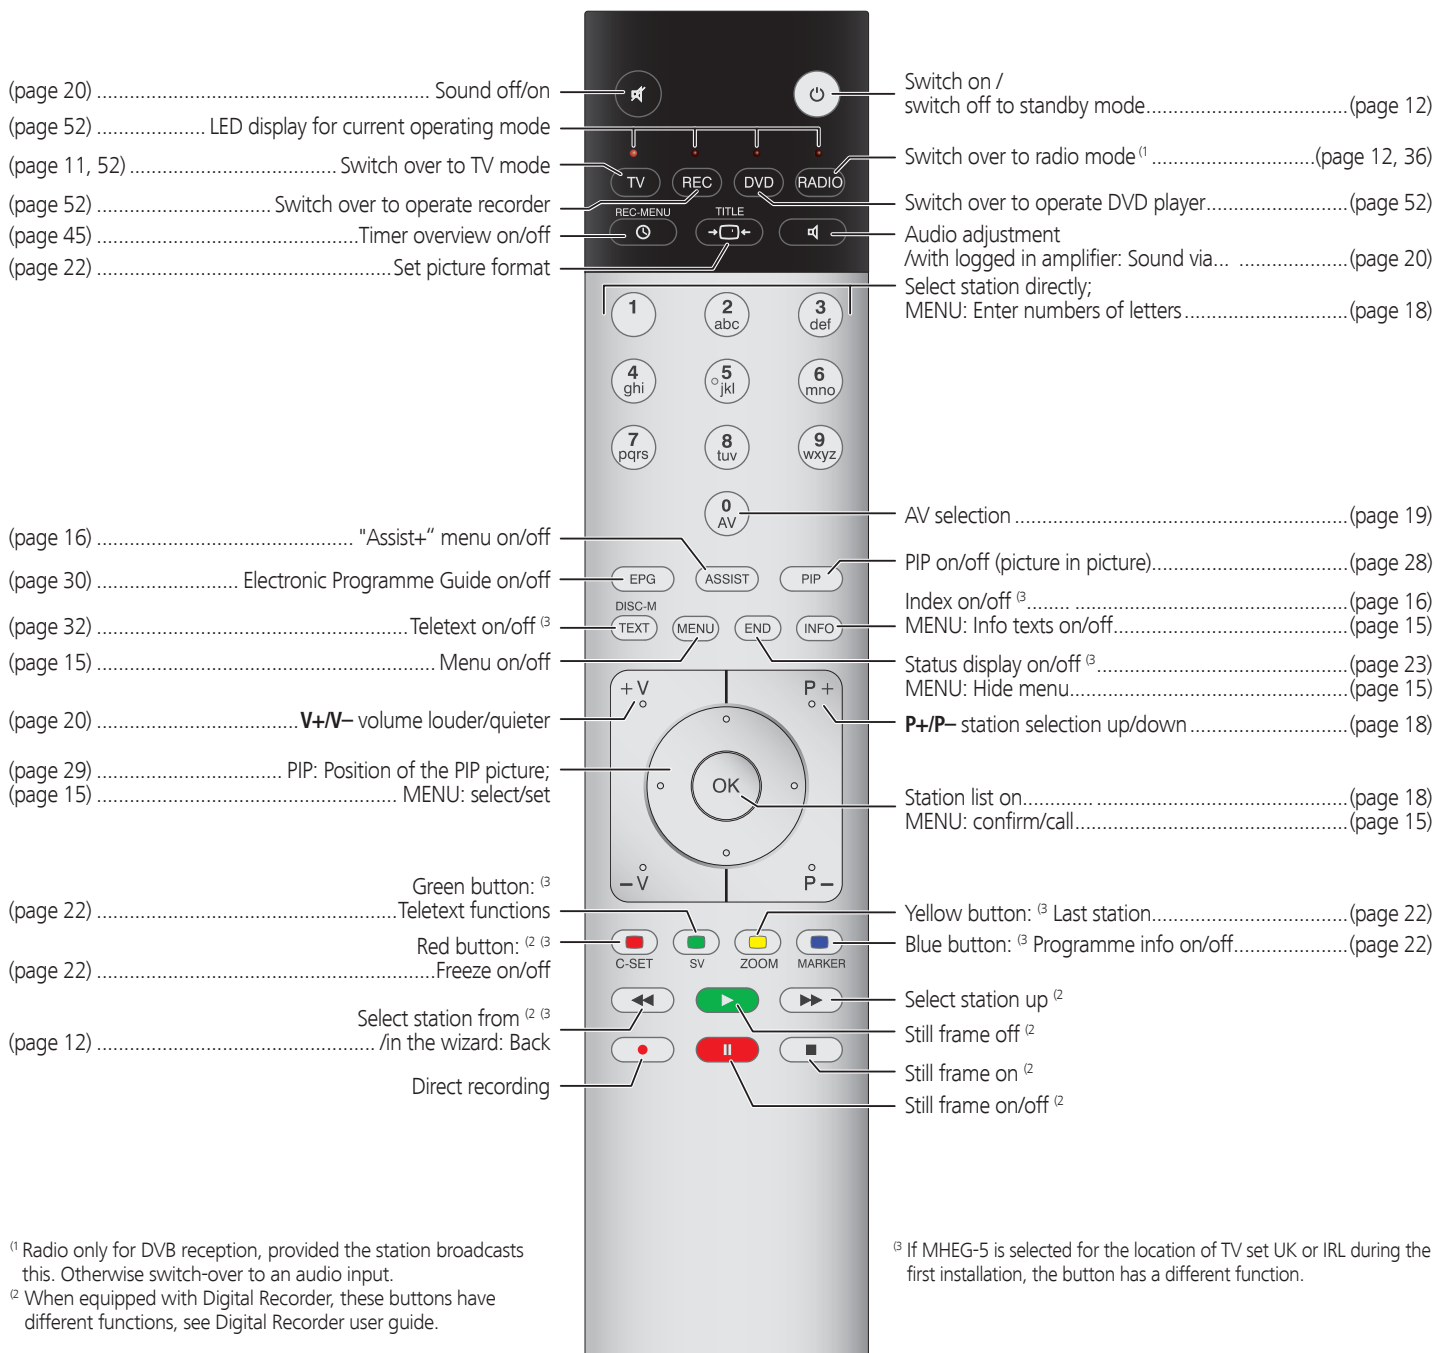 (page 20) ............................................................. Sound off/on
(page 52) .................... LED display for current operating mode
(page 11, 52) ...................................... Switch over to TV mode
(page 52) ................................ Switch over to operate recorder
(page 45) ................................................Timer overview on/off
(page 22) ......................................................Set picture format
(page 16) ............................................... "Assist+“ menu on/off
(page 30) .......................... Electronic Programme Guide on/off
(page 32) .........................................................Teletext on/off (3
(page 15) .............................................................. Menu on/off
(page 20) .....................................V+/V– volume louder/quieter
(page 29) .................................. PIP: Position of the PIP picture;
(page 15) ....................................................... MENU: select/set
Green button: (3
(page 22) .......................................................Teletext functions
Red button: (2 (3
(page 22) ..............................................................Freeze on/off
Select station from (2 (3
(page 12) ................................................... /in the wizard: Back
Direct recording
REC-MENU
TITLE
TV
REC
DVD
RADIO
1
2
abc
3
def
4
ghi
5
jkl
6
mno
7
pqrs
8
tuv
9
wxyz
0
AV
EPG
ASSIST
PIP
DISC-M
TEXT
MENU
END
INFO
+ V
P +
OK
– V
P –
C-SET
SV
ZOOM
MARKER
Switch on /
switch off to standby mode.....................................(page 12)
Switch over to radio mode (1 ..............................(page 12, 36)
Switch over to operate DVD player..........................(page 52)
Audio adjustment
/with logged in amplifier: Sound via... ....................(page 20)
Select station directly;
MENU: Enter numbers of letters ..............................(page 18)
AV selection .............................................................(page 19)
PIP on/off (picture in picture)....................................(page 28)
Index on/off (3........ ..................................................(page 16)
MENU: Info texts on/off...........................................(page 15)
Status display on/off (3..............................................(page 23)
MENU: Hide menu...................................................(page 15)
P+/P– station selection up/down .............................(page 18)
Station list on............. ..............................................(page 18)
MENU: confirm/call..................................................(page 15)
Yellow button: (3 Last station....................................(page 22)
Blue button: (3 Programme info on/off.....................(page 22)
Select station up (2
Still frame off (2
Still frame on (2
Still frame on/off (2
(1 Radio only for DVB reception, provided the station broadcasts
this. Otherwise switch-over to an audio input.
(2 When equipped with Digital Recorder, these buttons have
different functions, see Digital Recorder user guide.
(3 If MHEG-5 is selected for the location of TV set UK or IRL during the
first installation, the button has a different function.